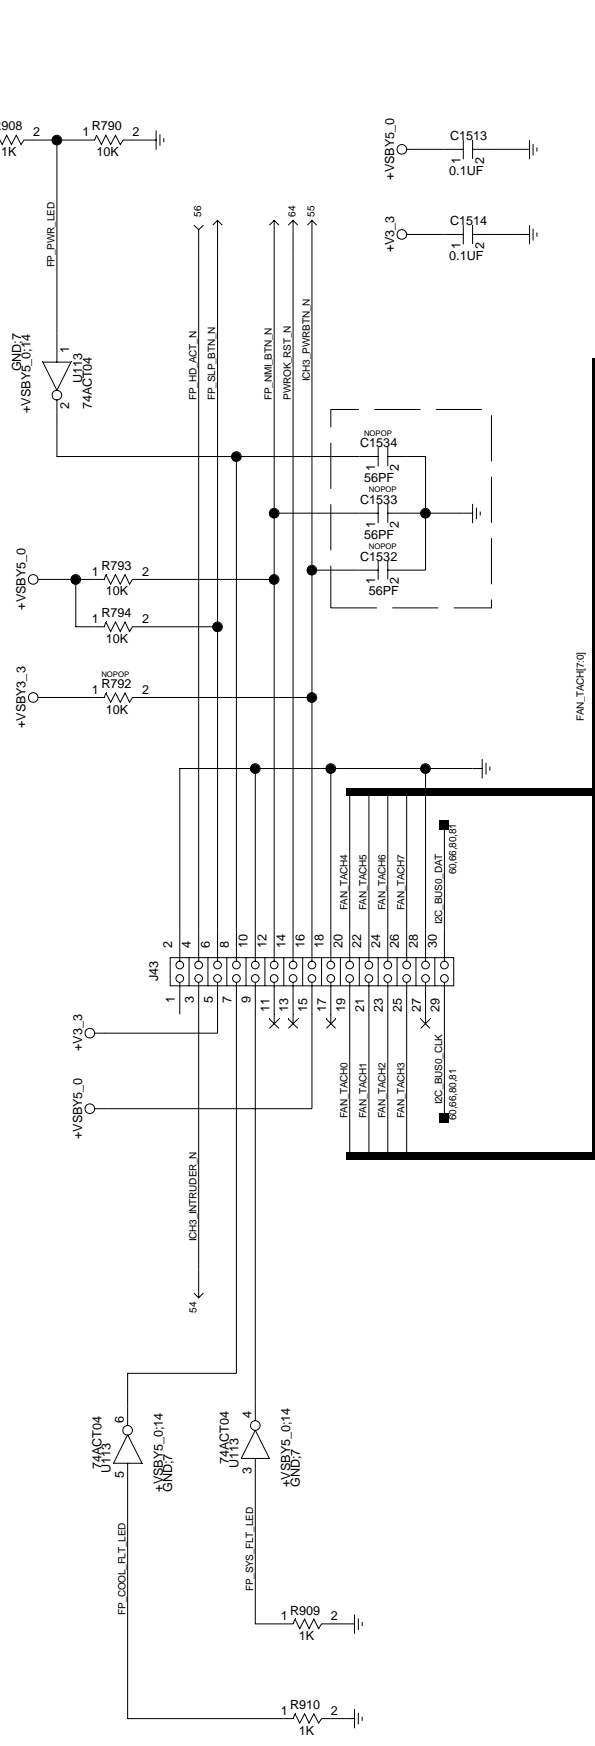 908 2
1K
1 R790 2
10K
FP_PWR_LED
GND;7
+VSBY5_0;14
1
U113
74ACT04
2
56
FP_HD_ACT_N
FP_SLP_BTN_N
FP_NMI_BTN_N
64
PWROK_RST_N
55
ICH3_PWRBTN_N
+VSBY5_0
C1513
1 2
0.1UF
+V3_3
C1514
1 2
0.1UF
NOPOP
C1534
1 2
56PF
NOPOP
C1533
1 2
56PF
NOPOP
C1532
1 2
56PF
+VSBY5_0
1 R793 2
10K
R794
1 2
10K
+VSBY3_3
NOPOP
1 R792 2
10K
FAN_TACH[7:0]
FAN_TACH4
FAN_TACH5
FAN_TACH6
FAN_TACH7
I2C_BUS0_DAT
60,66,80,81
J43
2 4 6 8 10 12 14 16 18 20 22 24 26 28 30
1 3 5 7 9 11 13 15 17 19 21 23 25 27 29
+V3_3
+VSBY5_0
FAN_TACH0
FAN_TACH1
FAN_TACH2
FAN_TACH3
I2C_BUS0_CLK
60,66,80,81
ICH3_INTRUDER_N
54
74ACT04
U113
6
5
+VSBY5_0;14
GND;7
74ACT04
U113
4
3
+VSBY5_0;14
GND;7
FP_COOL_FLT_LED
FP_SYS_FLT_LED
1 R909 2
1K
1 R910 2
1K